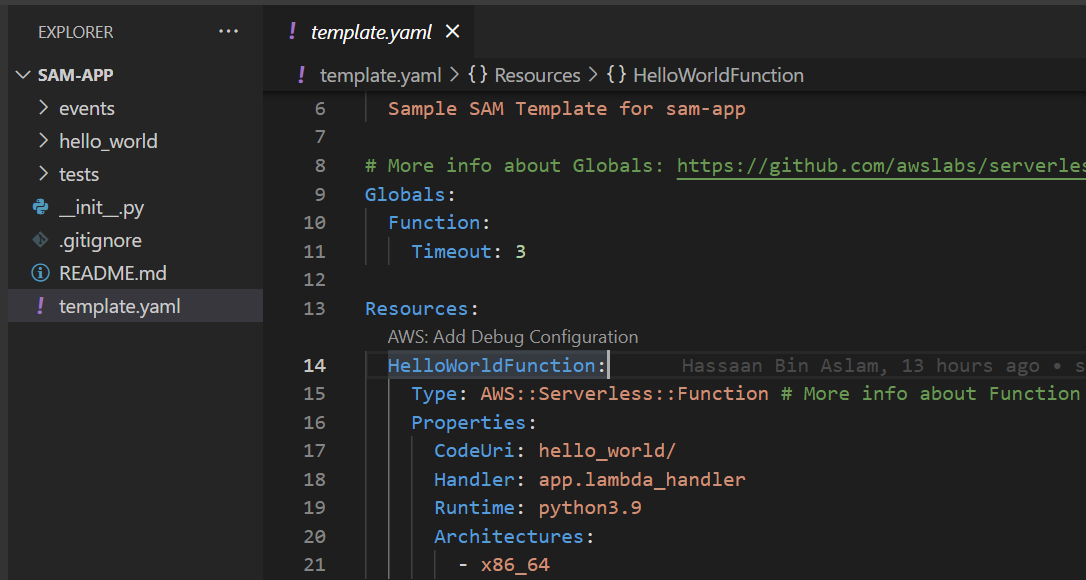 EXPLORER ...
SAM-APP
events
hello_world
tests
__init__.py
.gitignore
README.md
! template.yaml
! template.yaml ×
! template.yaml > {} Resources > {} HelloWorldFunction
6 Sample SAM Template for sam-app
7
8 # More info about Globals: https://github.com/awslabs/serverles
9 Globals:
10 Function:
11 Timeout: 3
12
13 Resources:
AWS: Add Debug Configuration
14 HelloWorldFunction: Hassaan Bin Aslam, 13 hours ago • s
15 Type: AWS::Serverless::Function # More info about Function
16 Properties:
17 CodeUri: hello_world/
18 Handler: app.lambda_handler
19 Runtime: python3.9
20 Architectures:
21 - x86_64